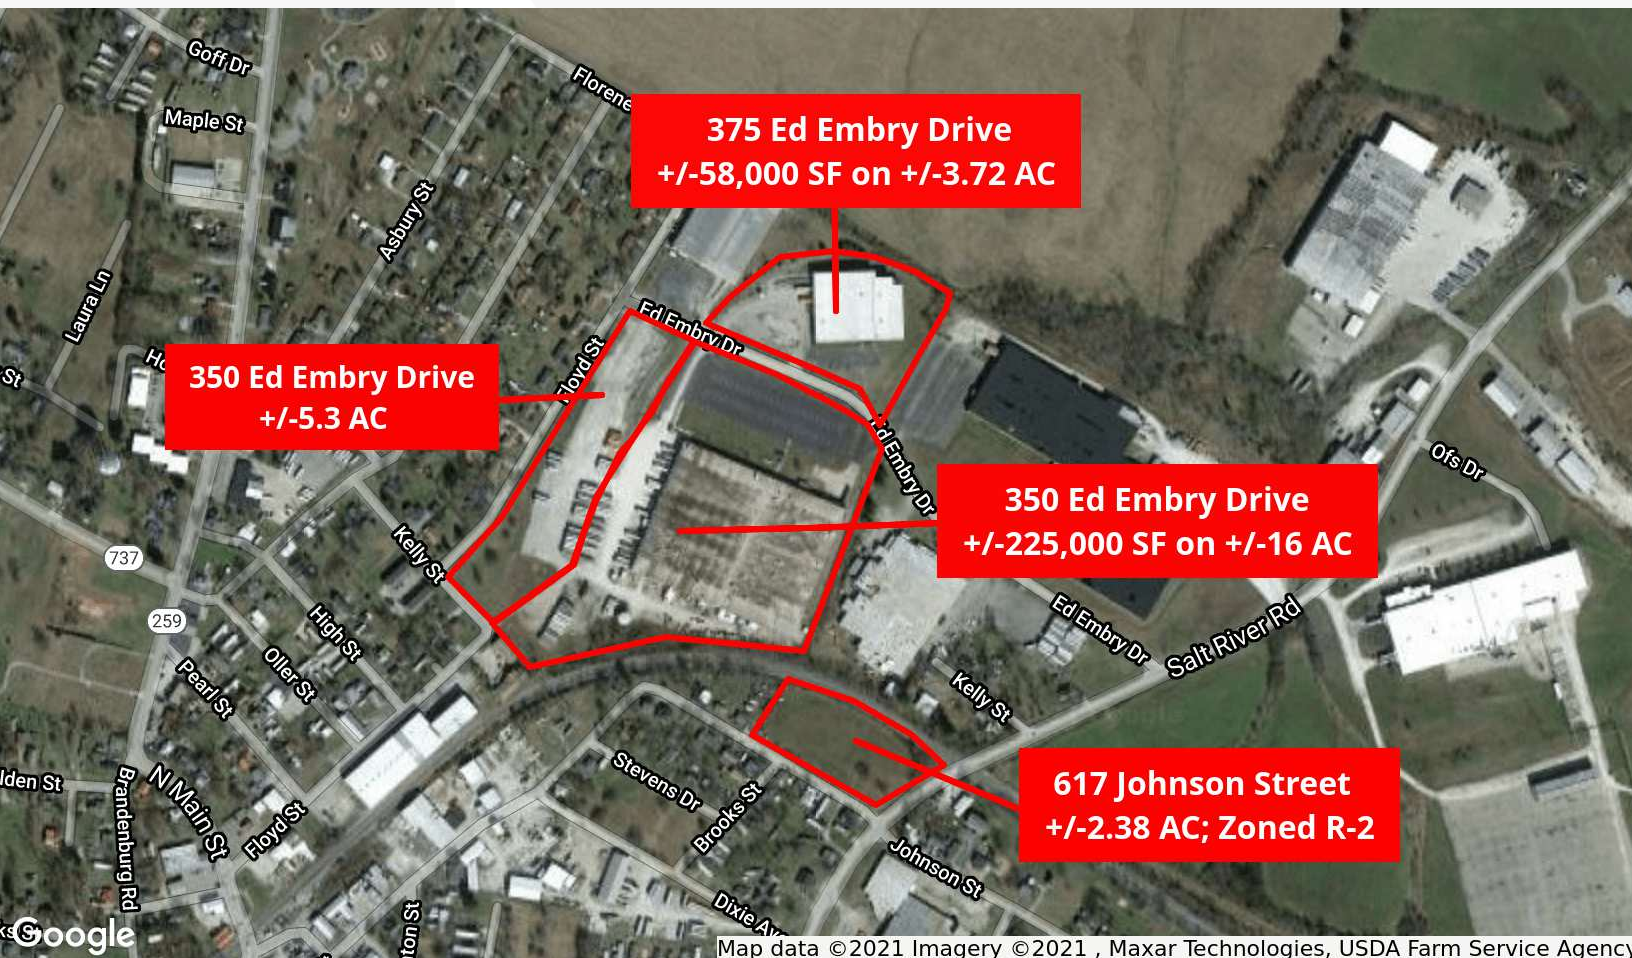 Goff Dr
Maple St
Asbury St
Laura Ln
375 Ed Embry Drive
+/-58,000 SF on +/-3.72 AC
Ed Embry Dr
Floyd St
350 Ed Embry Drive
+/-5.3 AC
St
Ed Embry Dr
350 Ed Embry Drive
+/-225,000 SF on +/-16 AC
Ofs Dr
Kelly St
737
259
High St
Oller St
Pearl St
Ed Embry Dr
Salt River Rd
Kelly St
617 Johnson Street
+/-2.38 AC; Zoned R-2
Stevens Dr
Brooks St
Johnson St
N Main St
Brandenburg Rd
Floyd St
Google
Map data ©2021 Imagery ©2021 , Maxar Technologies, USDA Farm Service Agency